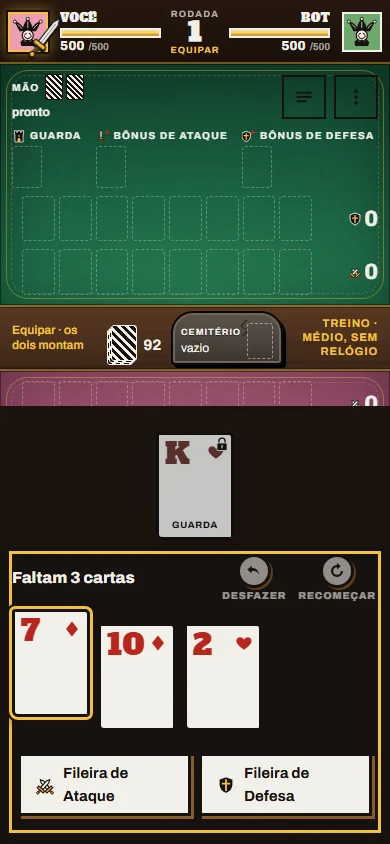 VOCÊ
500 /500
RODADA
1
EQUIPAR
BOT
500 /500
MÃO
pronto
GUARDA
BÔNUS DE ATAQUE
BÔNUS DE DEFESA
0
0
Equipar · os
dois montam
92
CEMITÉRIO
vazio
TREINO ·
MÉDIO, SEM
RELÓGIO
0
K
GUARDA
Faltam 3 cartas
DESFAZER
RECOMEÇAR
7
10
2
Fileira de
Ataque
Fileira de
Defesa